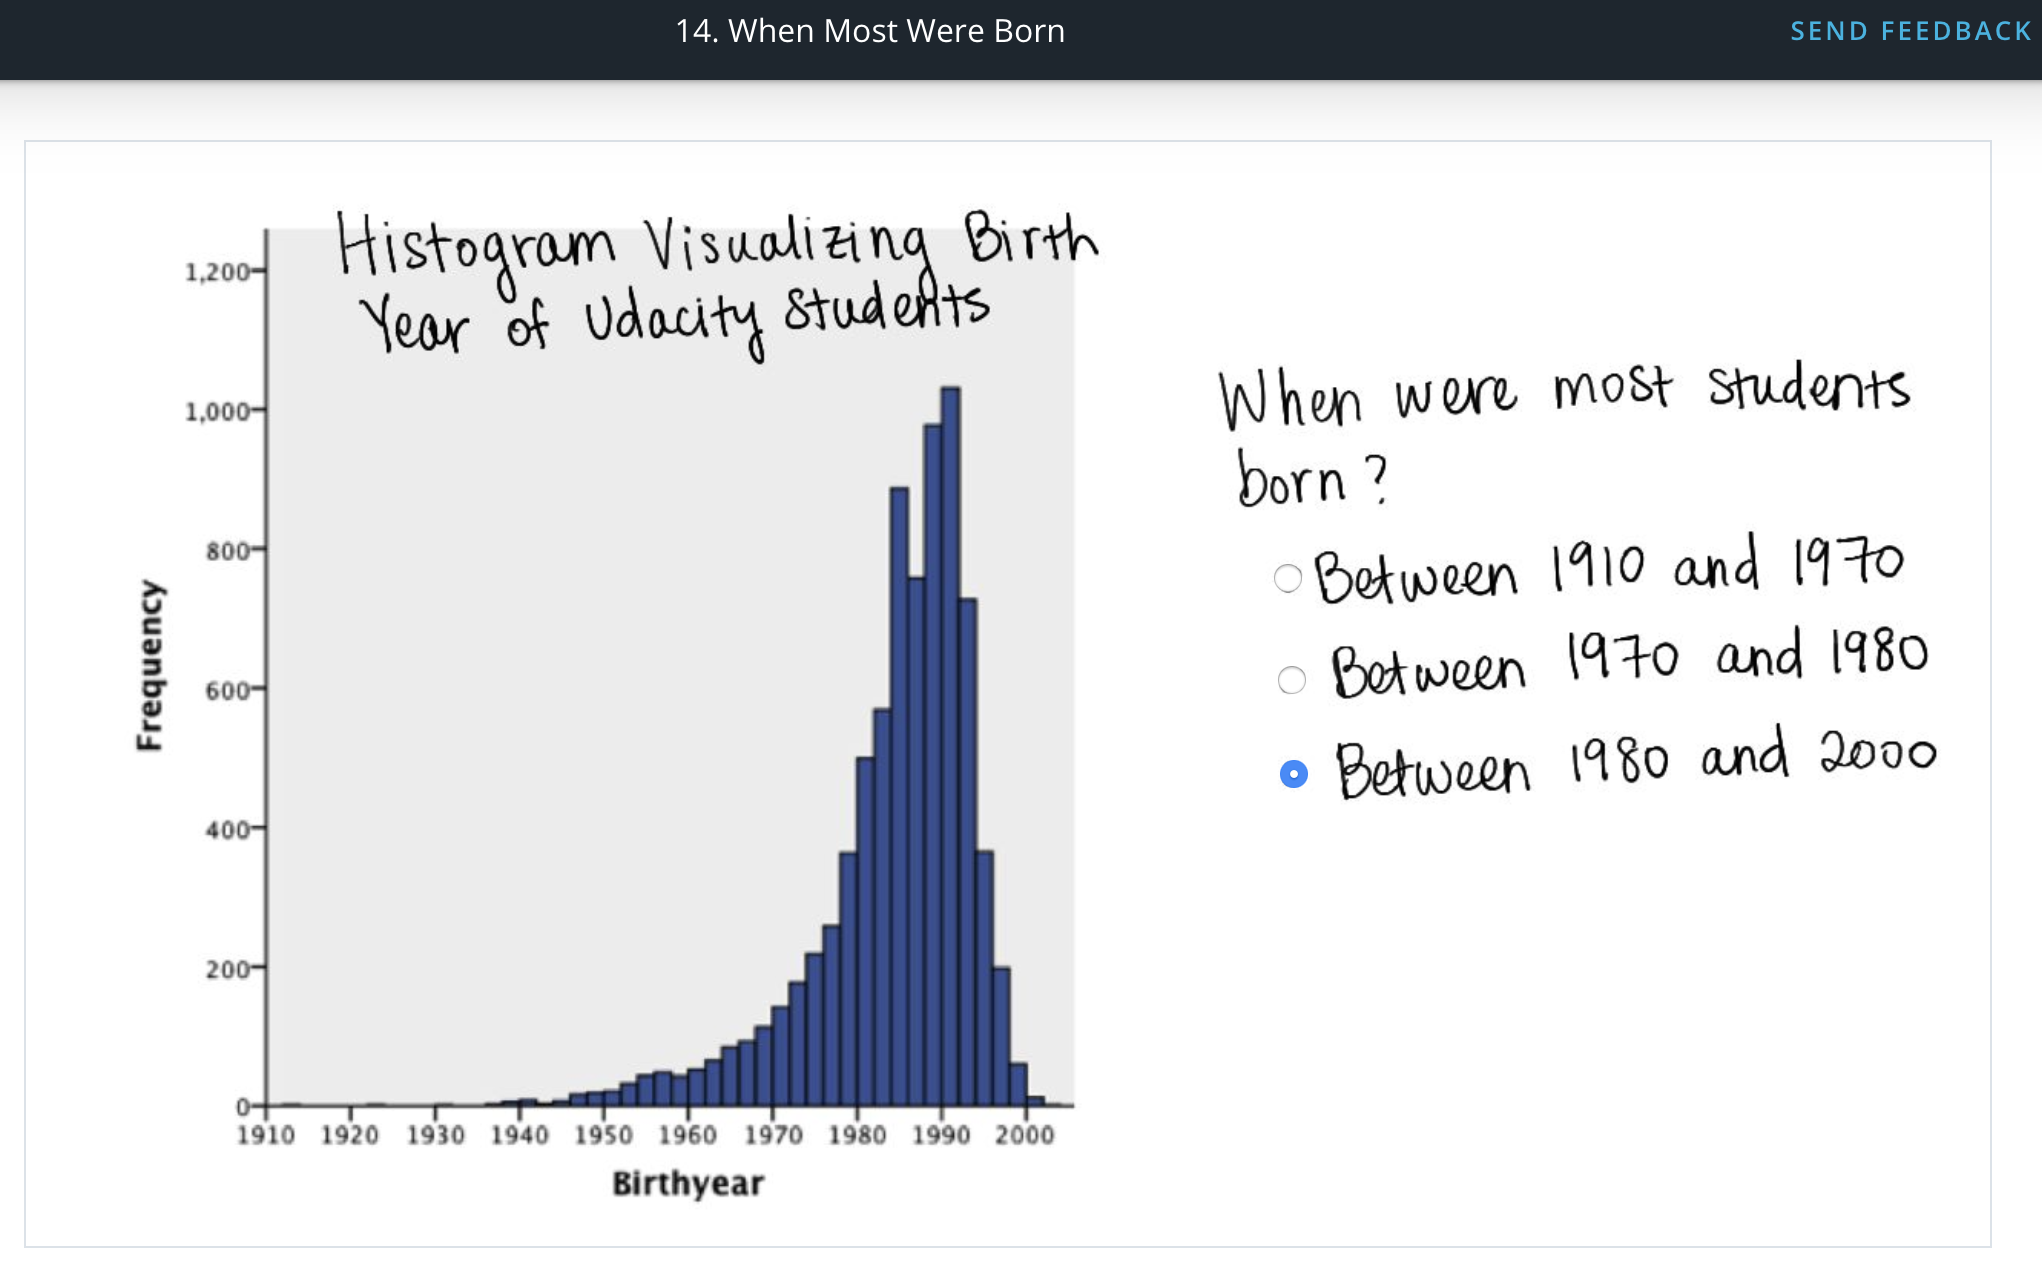 14. When Most Were Born
SEND FEEDBACK
Histogram Visualizing Birth
Year of Udacity Students
1,200
1,000
800
600
400
200
0
Frequency
1910 1920 1930 1940 1950 1960 1970 1980 1990 2000
Birthyear
When were most students
born?
Between 1910 and 1970
Between 1970 and 1980
Between 1980 and 2000